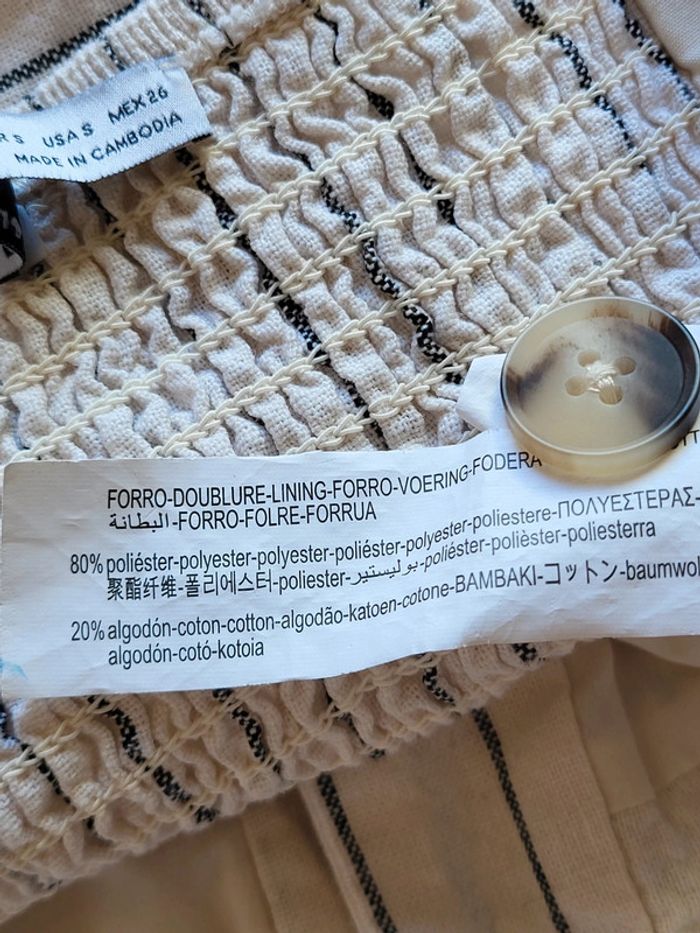 S USA S MEX 26
MADE IN CAMBODIA
FORRO-DOUBLURE-LINING-FORRO-VOERING-FODERA
البطانة-FORRO-FOLRE-FORRUA
80% poliéster-polyester-polyester-poliéster-polyester-poliestere-ΠΟΛΥΕΣΤΕΡΑΣ-
聚酯纤维-폴리에스터-poliester-بوليستير-poliéster-polièster-poliesterra
20% algodón-coton-cotton-algodão-katoen-cotone-ΒΑΜΒΑΚΙ-コットン-baumwol
algodón-cotó-kotoia